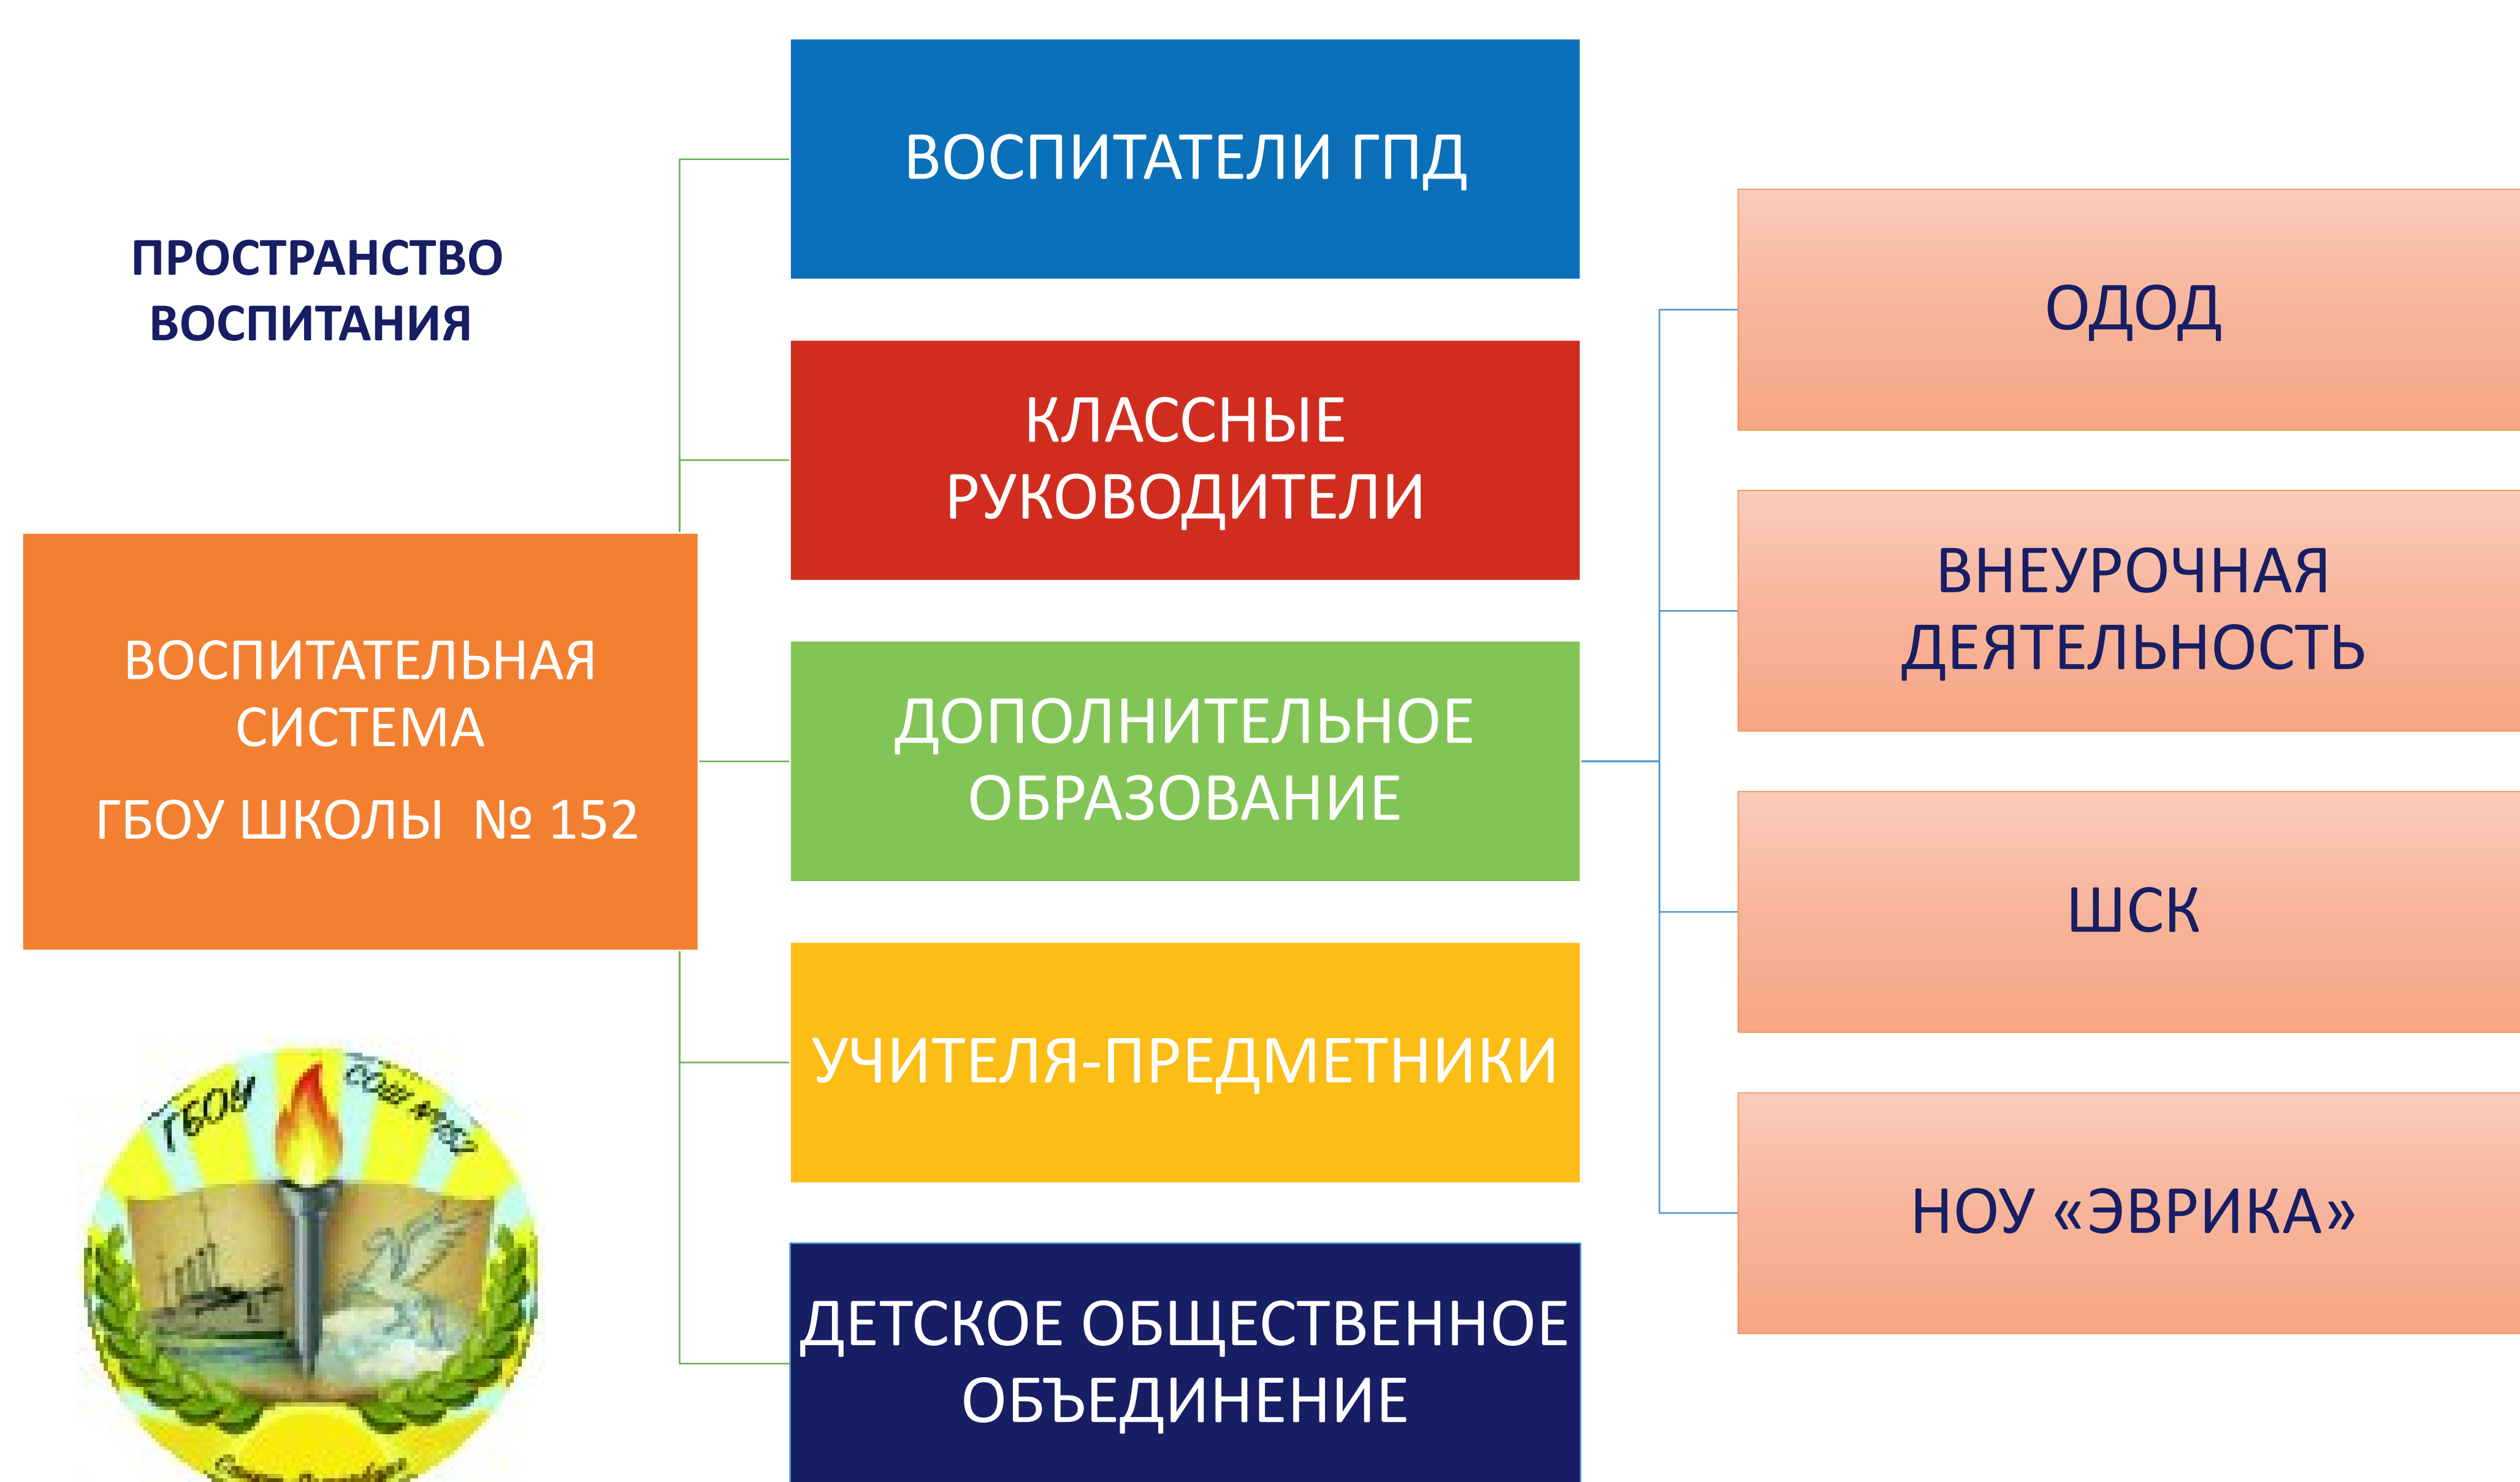 ПРОСТРАНСТВО
ВОСПИТАНИЯ
ВОСПИТАТЕЛЬНАЯ
СИСТЕМА
ГБОУ ШКОЛЫ № 152
ГБОУ
ВОСПИТАТЕЛИ ГПД
КЛАССНЫЕ
РУКОВОДИТЕЛИ
ДОПОЛНИТЕЛЬНОЕ
ОБРАЗОВАНИЕ
УЧИТЕЛЯ-ПРЕДМЕТНИКИ
ДЕТСКОЕ ОБЩЕСТВЕННОЕ
ОБЪЕДИНЕНИЕ
ОДОД
ВНЕУРОЧНАЯ
ДЕЯТЕЛЬНОСТЬ
ШСК
НОУ «ЭВРИКА»